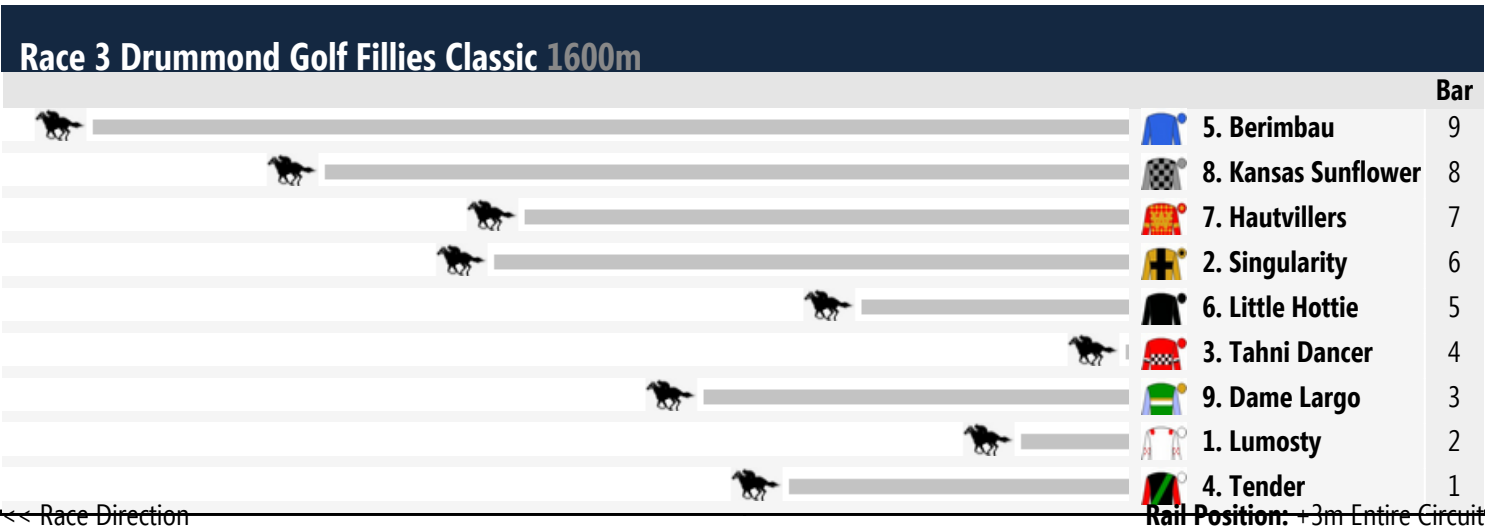 Race 3 Drummond Golf Fillies Classic 1600m
Bar
5. Berimbau 9
8. Kansas Sunflower 8
7. Hautvillers 7
2. Singularity 6
6. Little Hottie 5
3. Tahni Dancer 4
9. Dame Largo 3
1. Lumosty 2
4. Tender 1
<< Race Direction Rail Position: +3m Entire Circuit